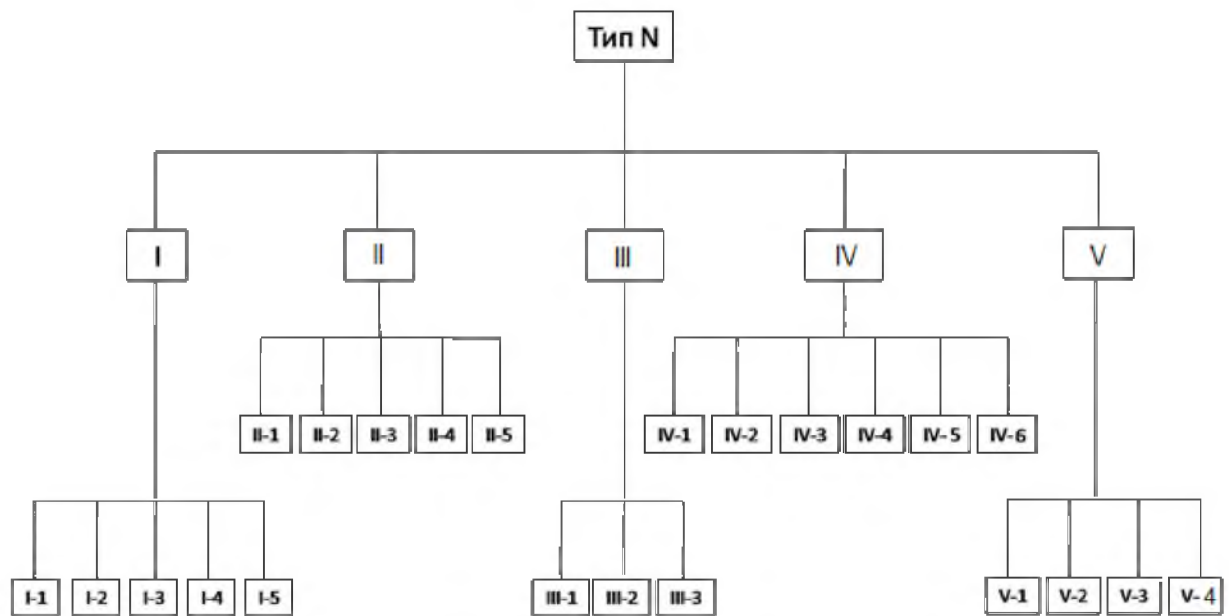 Тип N
I
II
III
IV
V
II-1 II-2 II-3 II-4 II-5
IV-1 IV-2 IV-3 IV-4 IV-5 IV-6
I-1 I-2 I-3 I-4 I-5
III-1 III-2 III-3
V-1 V-2 V-3 V-4